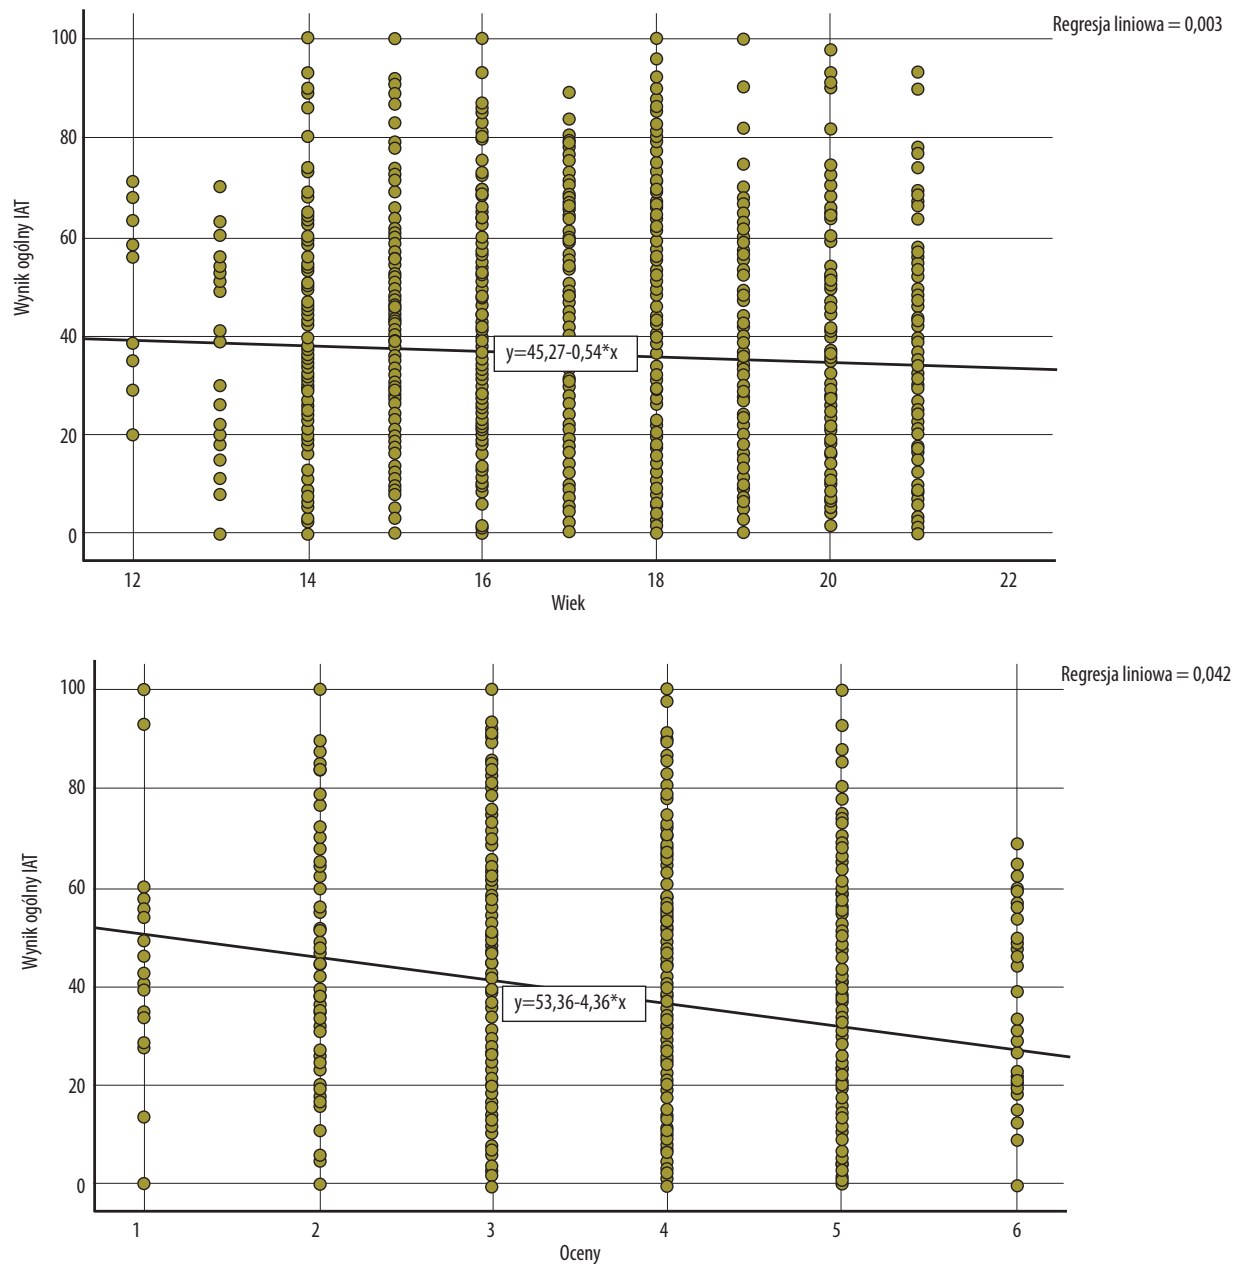 Regresja liniowa = 0,003
100
80
60
40
20
0
Wynik ogólny IAT
y=45,27-0,54*x
12 14 16 18 20 22
Wiek
Regresja liniowa = 0,042
100
80
60
40
20
0
Wynik ogólny IAT
y=53,36-4,36*x
1 2 3 4 5 6
Oceny